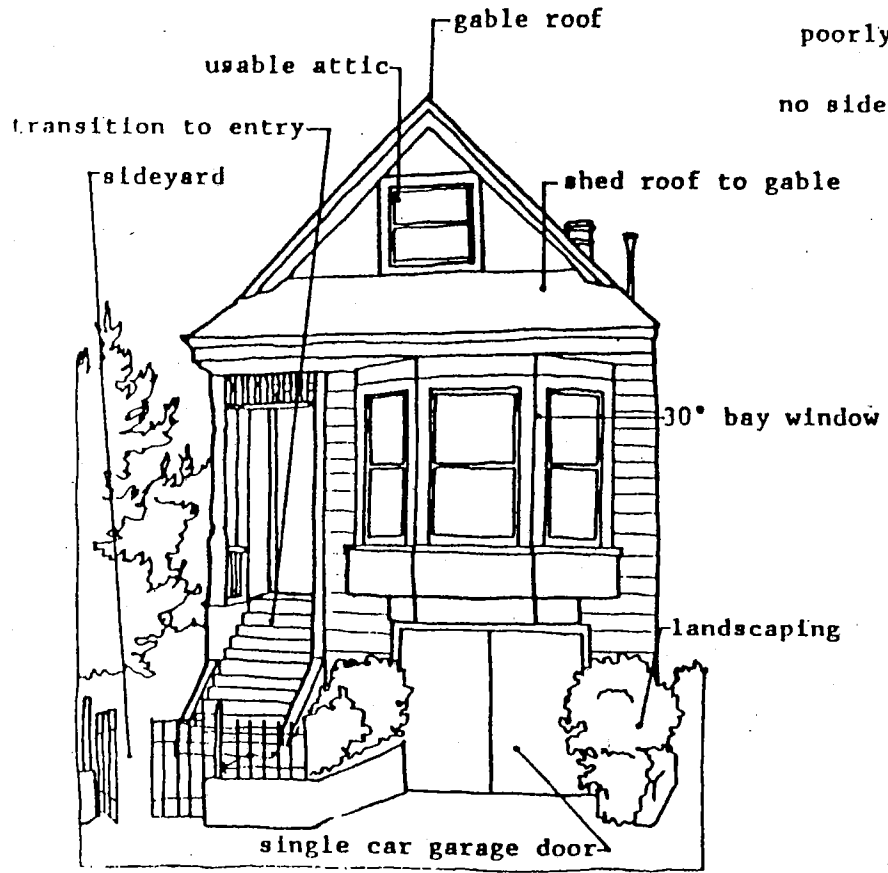 gable roof
poorly
usable attic
no side
transition to entry
sideyard
shed roof to gable
30° bay window
landscaping
single car garage door